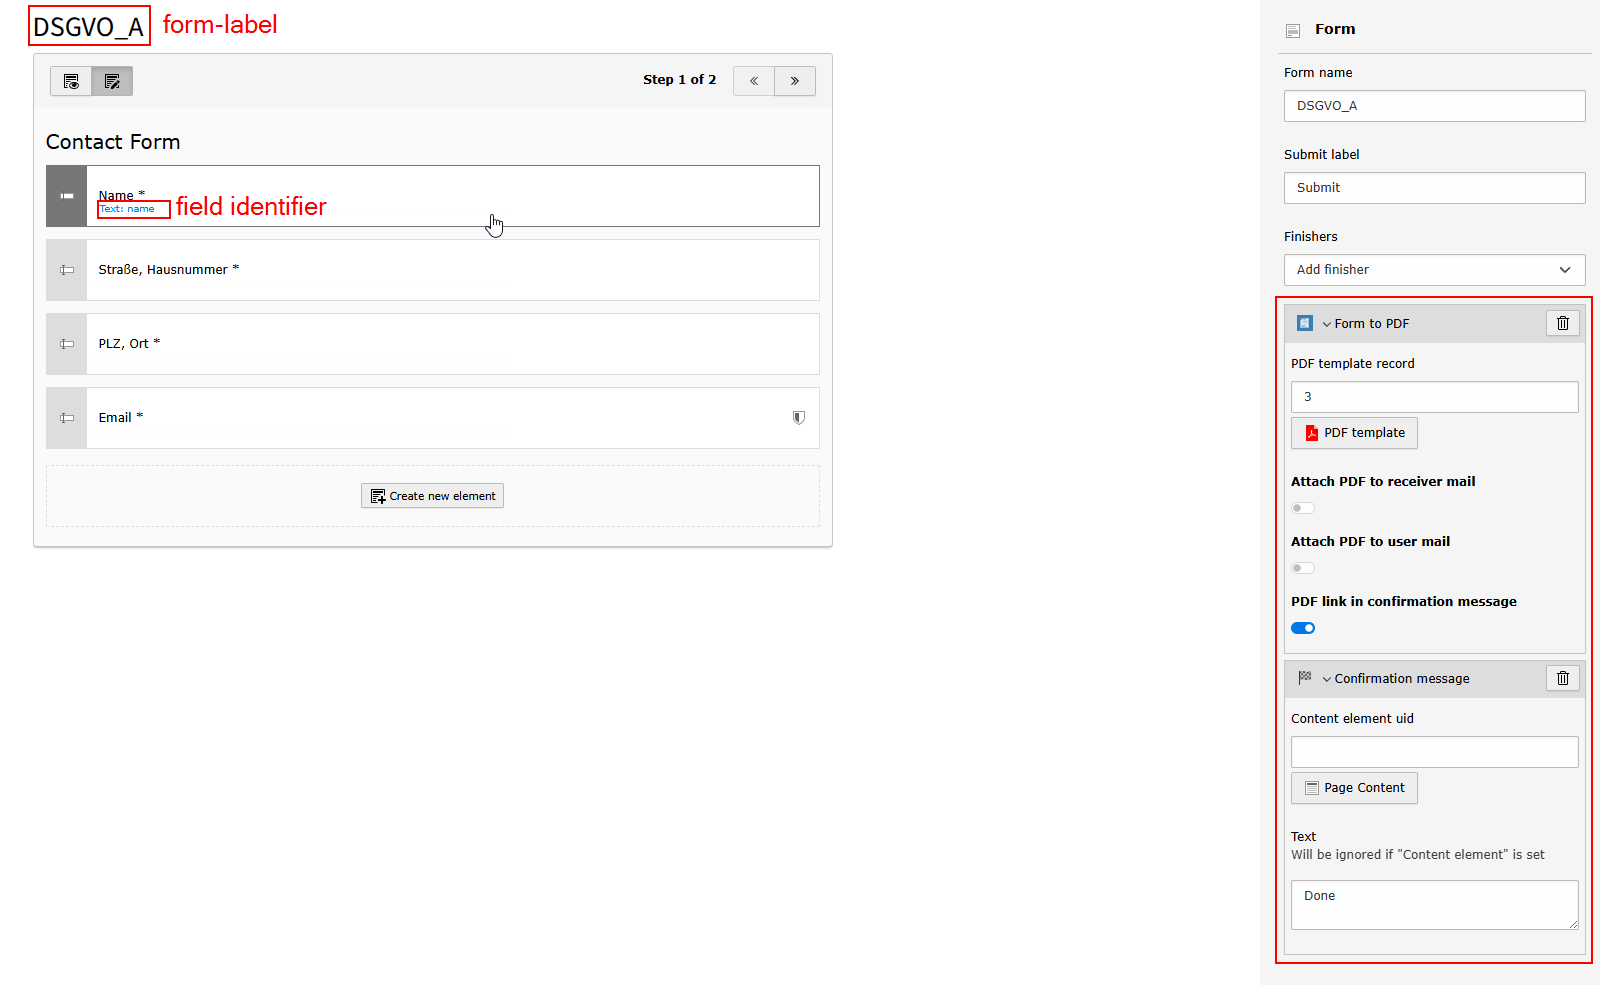 DSGVO_A form-label
Step 1 of 2 « »
Contact Form
Name *
Text: name field identifier
Straße, Hausnummer *
PLZ, Ort *
Email *
Create new element
Form
Form name
DSGVO_A
Submit label
Submit
Finishers
Add finisher
Form to PDF
PDF template record
3
PDF template
Attach PDF to receiver mail
Attach PDF to user mail
PDF link in confirmation message
Confirmation message
Content element uid
Page Content
Text
Will be ignored if "Content element" is set
Done